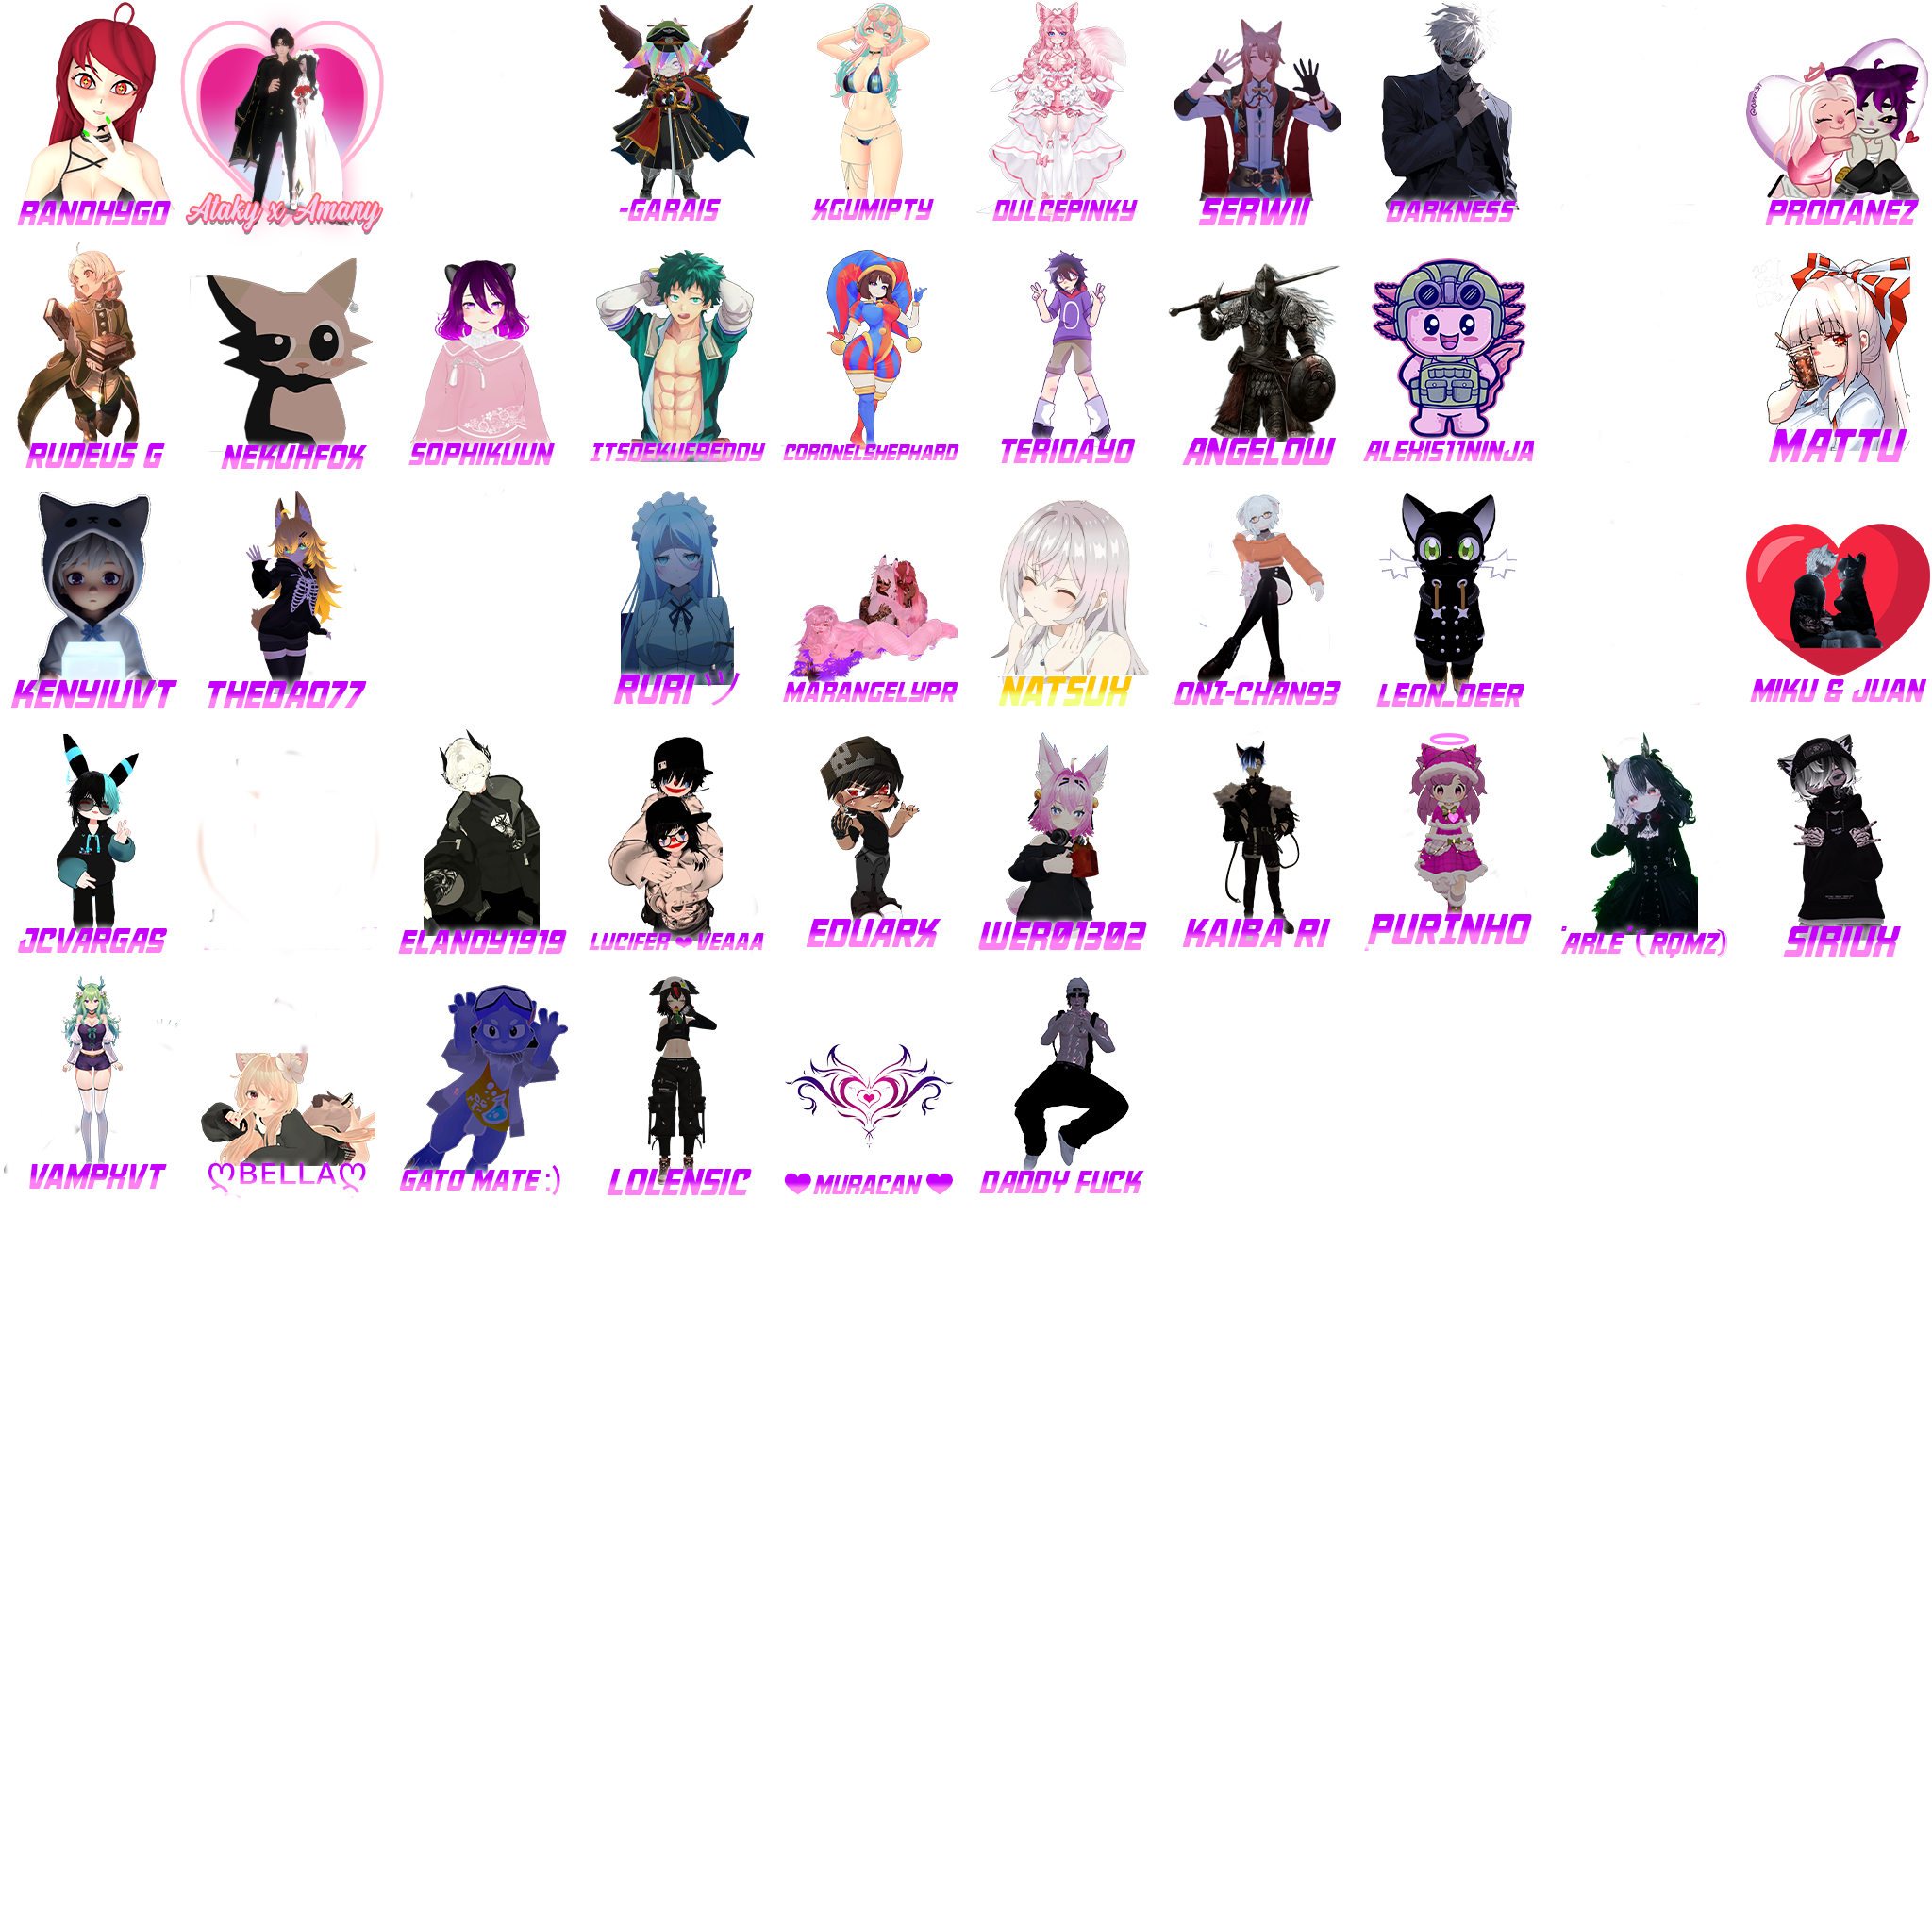 RANDHYGO
Ataky x Amany
-GARAIS
XGUMIPTY
DULCEPINKY
SERWII
DARKNESS
PRODANEZ
RUDEUS G
NEKUHFOX
SOPHIKUUN
ITSDEKUFREDDY
CORONELSHEPHARD
TERIDAYO
ANGELOW
ALEXIS11NINJA
MATTU
KENYIUVT
THEDAO77
RURI ツ
MARANGELYPR
NATSUX
ONI-CHAN93
LEON_DEER
MIKU & JUAN
JCVARGAS
ELANDY1919
LUCIFER ❤ VEAAA
EDUARX
WER01302
KAIBA RI
PURINHO
"ARLE"( RQMZ)
SIRIUX
VAMPXVT
ღBELLAღ
GATO MATE :)
LOLENSIC
❤ MURACAN ❤
DADDY FUCK